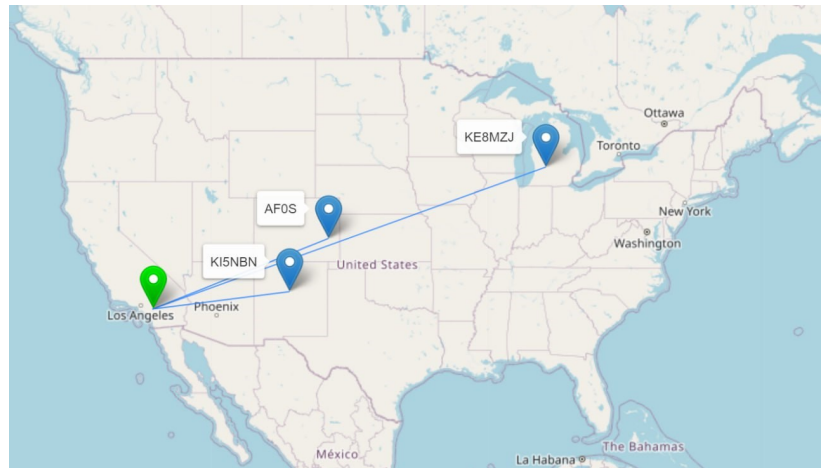 Ottawa
KE8MZJ
Toronto
AF0S
New York
Washington
KI5NBN
United States
Los Angeles
Phoenix
México
La Habana
The Bahamas